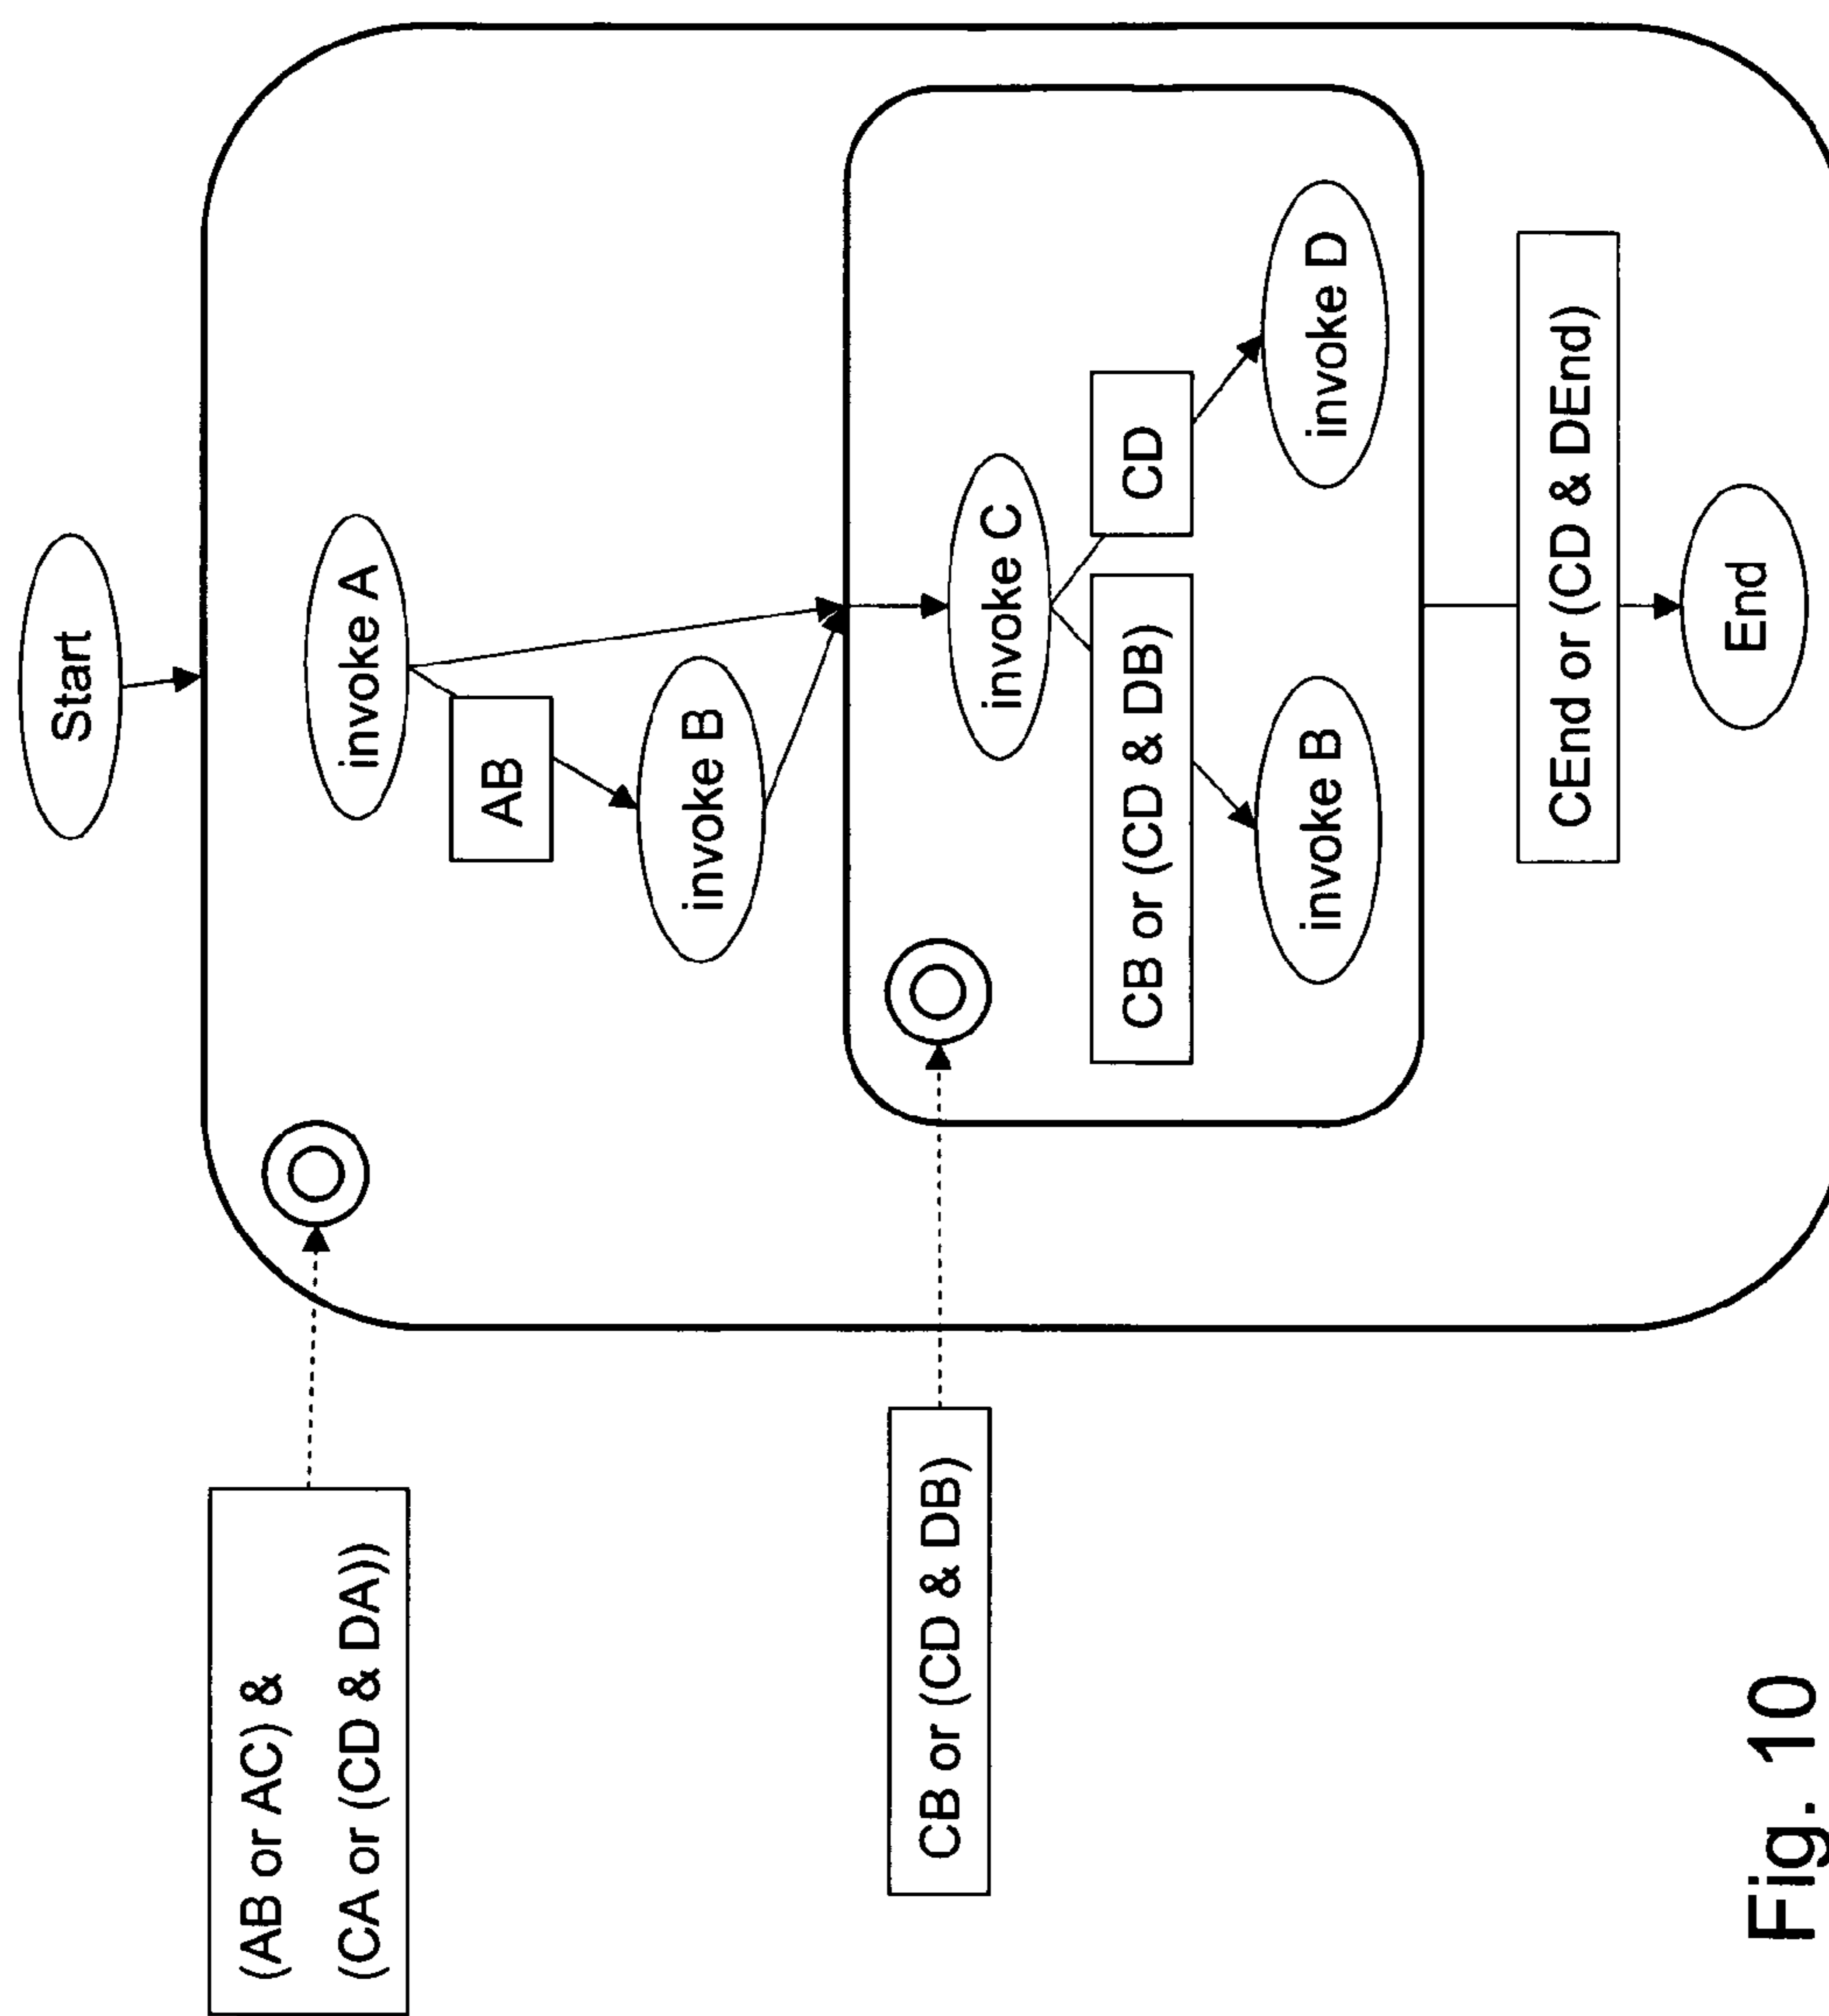 Start
(AB or AC) &
(CA or (CD & DA)))
invoke A
AB
invoke B
CB or (CD & DB)
invoke C
CB or (CD & DB)
CD
invoke B
invoke D
CEnd or (CD & DEnd)
End
Fig. 10